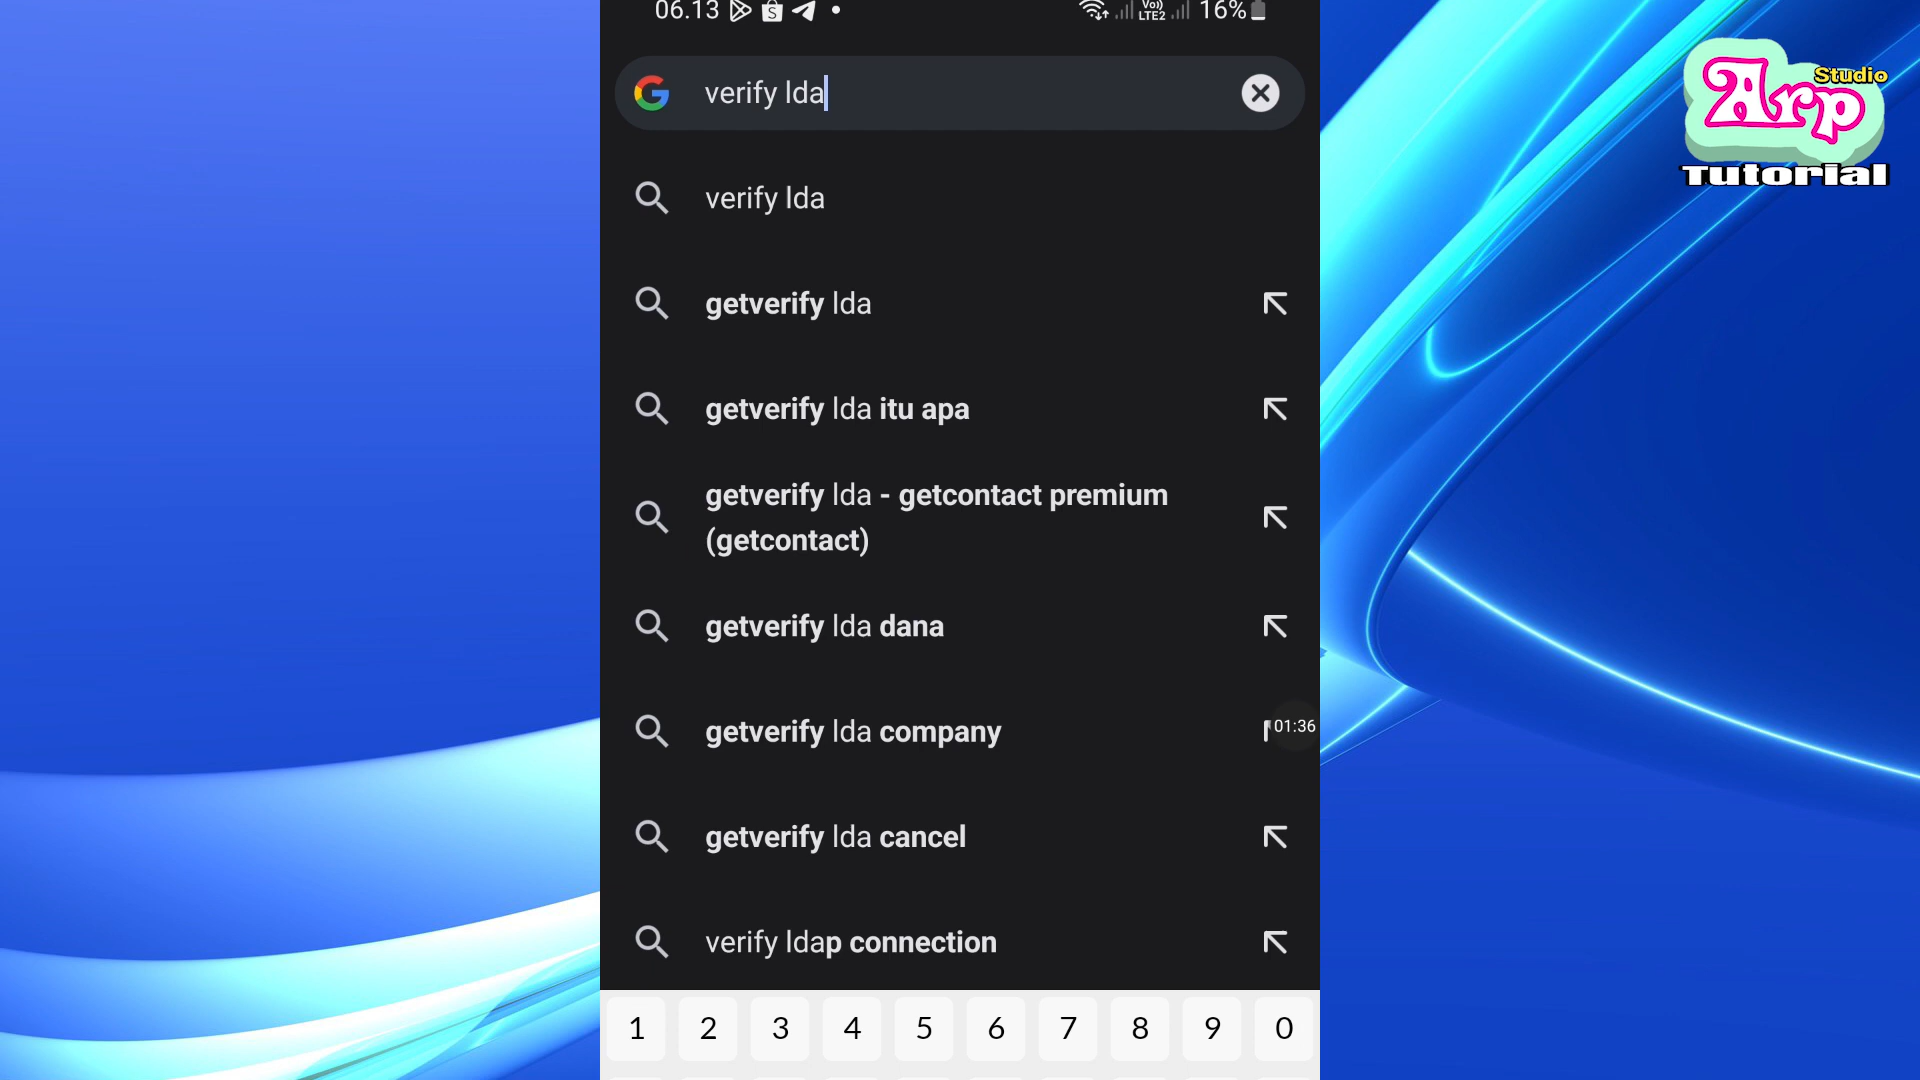 06.13 Vo)) LTE2 16%
Studio
Arp
Tutorial
verify lda
verify lda
getverify lda
getverify lda itu apa
getverify lda - getcontact premium
(getcontact)
getverify lda dana
getverify lda company
01:36
getverify lda cancel
verify ldap connection
1 2 3 4 5 6 7 8 9 0